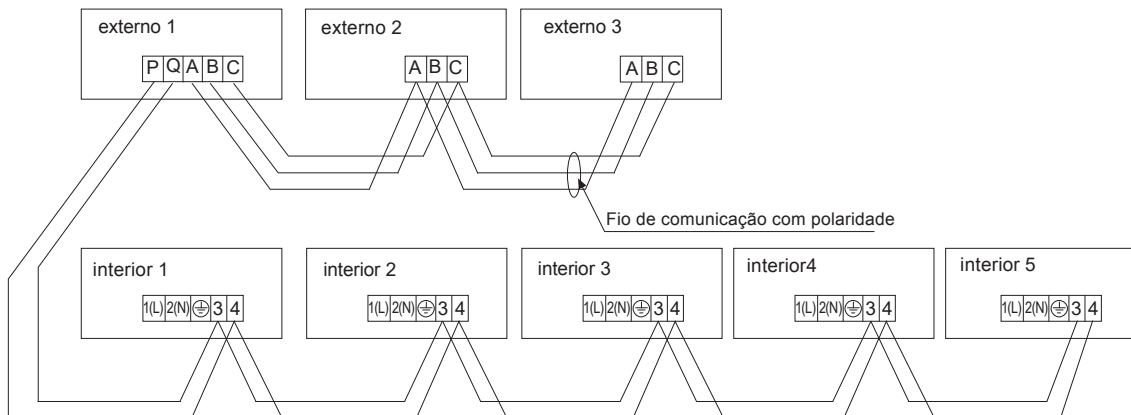 externo 1
externo 2
externo 3
P Q A B C
A B C
A B C
Fio de comunicação com polaridade
interior 1
interior 2
interior 3
interior4
interior 5
1(L) 2(N) ⏚ 3 4
1(L) 2(N) ⏚ 3 4
1(L) 2(N) ⏚ 3 4
1(L) 2(N) ⏚ 3 4
1(L) 2(N) ⏚ 3 4